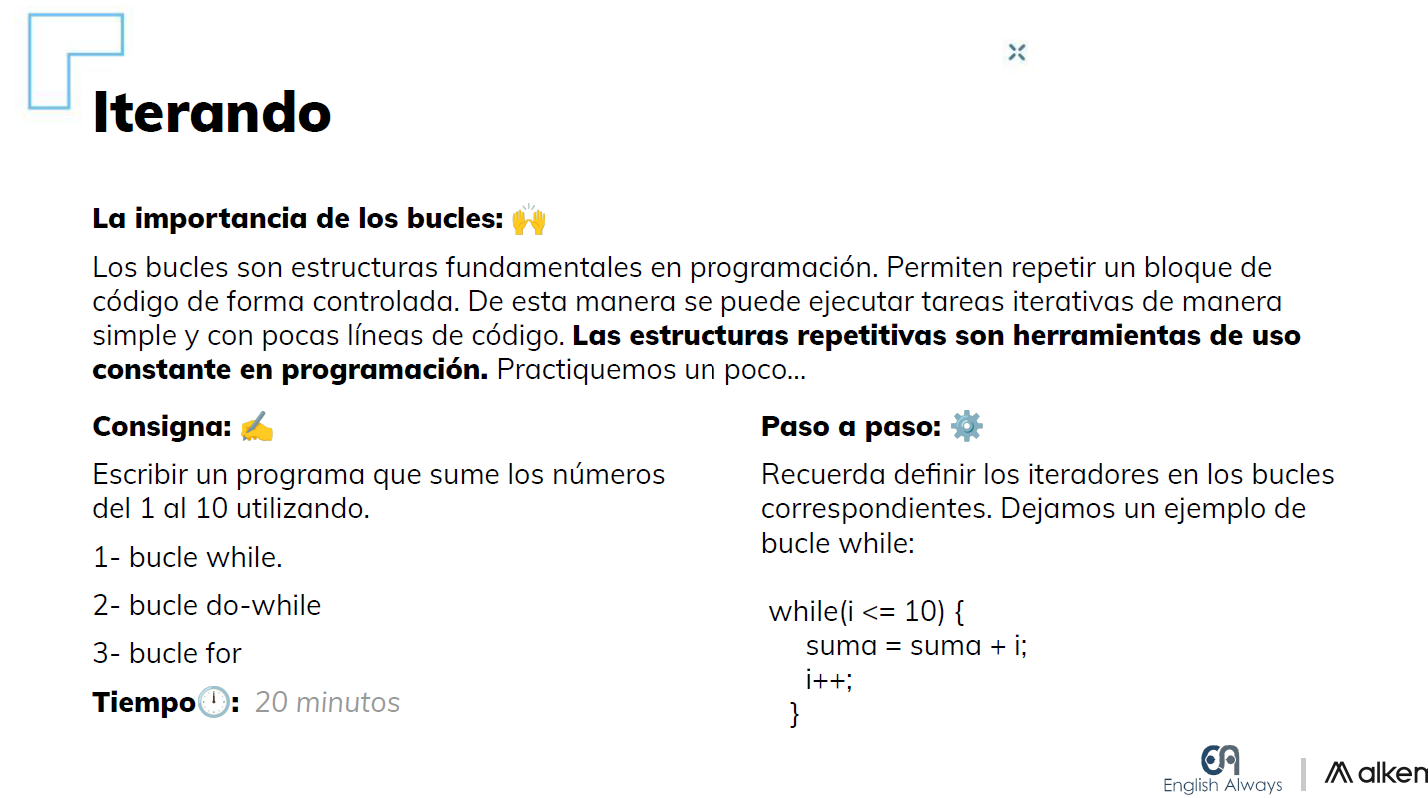 Iterando
La importancia de los bucles: 🙌
Los bucles son estructuras fundamentales en programación. Permiten repetir un bloque de
código de forma controlada. De esta manera se puede ejecutar tareas iterativas de manera
simple y con pocas líneas de código. Las estructuras repetitivas son herramientas de uso
constante en programación. Practiquemos un poco...
Consigna: ✍️
Escribir un programa que sume los números
del 1 al 10 utilizando.
1- bucle while.
2- bucle do-while
3- bucle for
Tiempo🕛: 20 minutos
Paso a paso: ⚙️
Recuerda definir los iteradores en los bucles
correspondientes. Dejamos un ejemplo de
bucle while:
while(i <= 10) {
suma = suma + i;
i++;
}
English Always
alkem